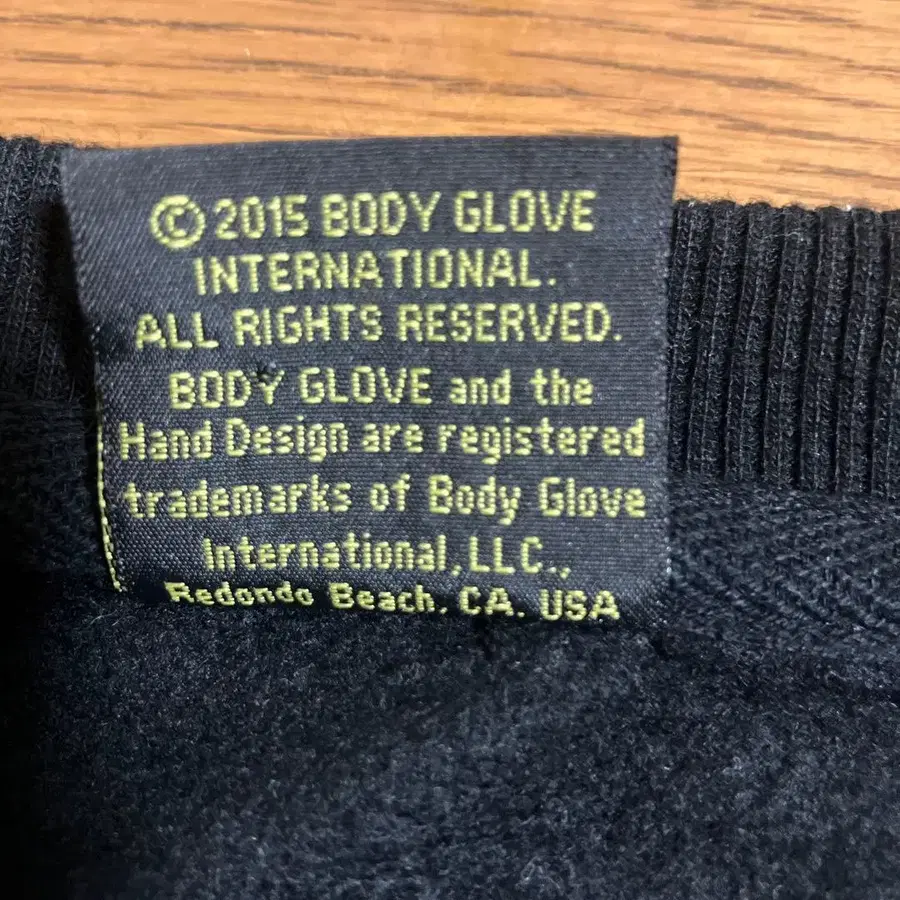 © 2015 BODY GLOVE
INTERNATIONAL.
ALL RIGHTS RESERVED.
BODY GLOVE and the
Hand Design are registered
trademarks of Body Glove
International, LLC.,
Redondo Beach, CA. USA